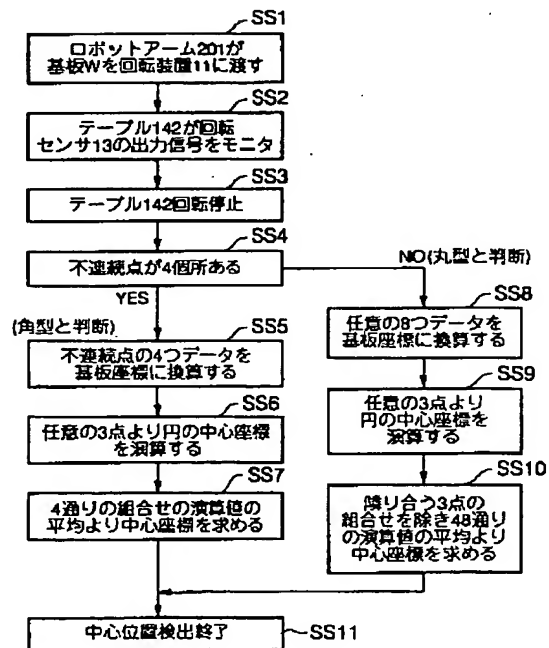 SS1
ロボットアーム201が
基板Wを回転装置11に渡す
SS2
テーブル142が回転
センサ13の出力信号をモニタ
SS3
テーブル142回転停止
SS4
不連続点が4個所ある
NO(丸型と判断)
YES
(角型と判断)
SS5
不連続点の4つデータを
基板座標に換算する
SS6
任意の3点より円の中心座標
を演算する
SS7
4通りの組合せの演算値の
平均より中心座標を求める
SS8
任意の8つデータを
基板座標に換算する
SS9
任意の3点より
円の中心座標を
演算する
SS10
隣り合う3点の
組合せを除き48通り
の演算値の平均より
中心座標を求める
中心位置検出終了
SS11